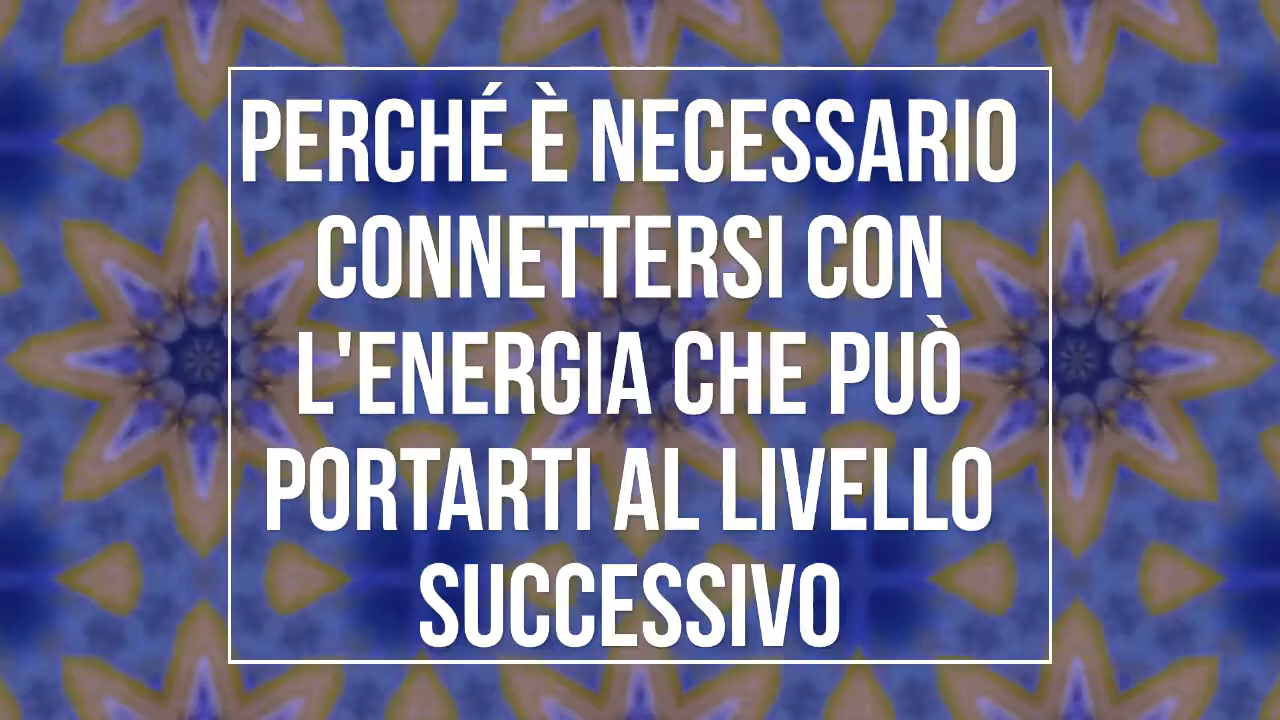 PERCHÉ È NECESSARIO
CONNETTERSI CON
L'ENERGIA CHE PUÒ
PORTARTI AL LIVELLO
SUCCESSIVO